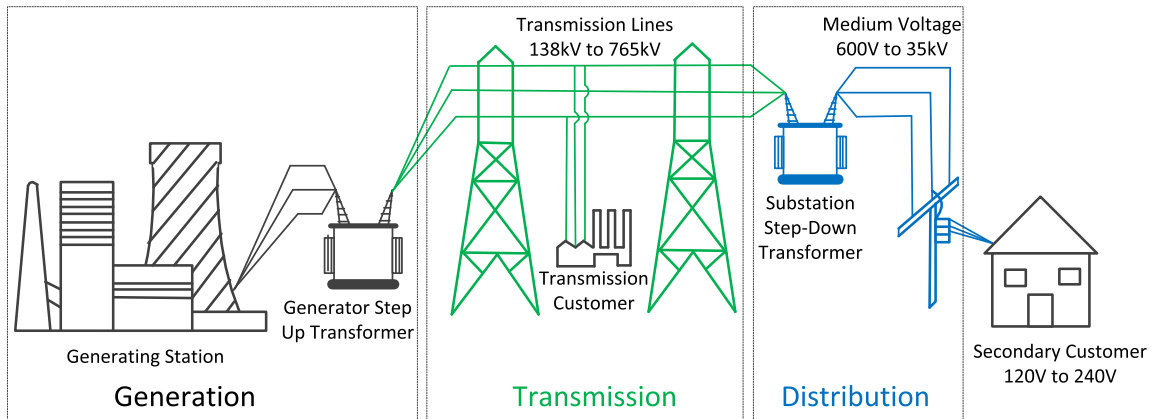 Transmission Lines
138kV to 765kV
Medium Voltage
600V to 35kV
Substation
Step-Down
Transformer
Transmission
Customer
Generator Step
Up Transformer
Generating Station
Secondary Customer
120V to 240V
Generation
Transmission
Distribution